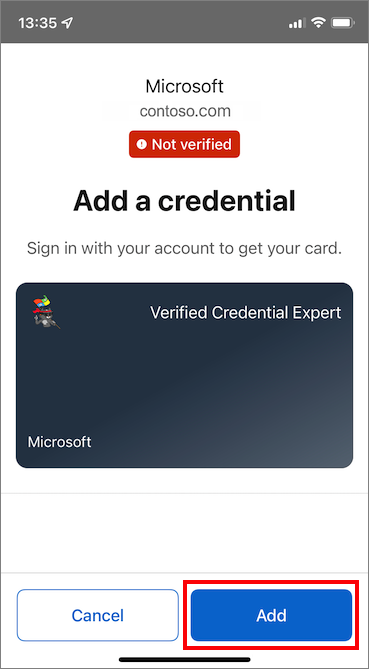 13:35
Microsoft
contoso.com
Not verified
Add a credential
Sign in with your account to get your card.
Verified Credential Expert
Microsoft
Cancel
Add